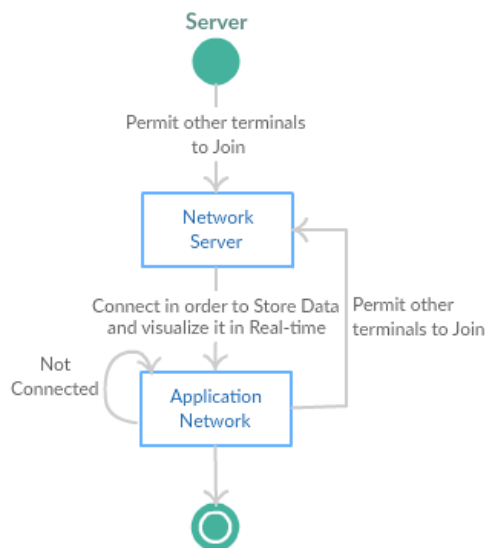 Server
Permit other terminals
to Join
Network
Server
Connect in order to Store Data
and visualize it in Real-time
Permit other
terminals to Join
Not
Connected
Application
Network